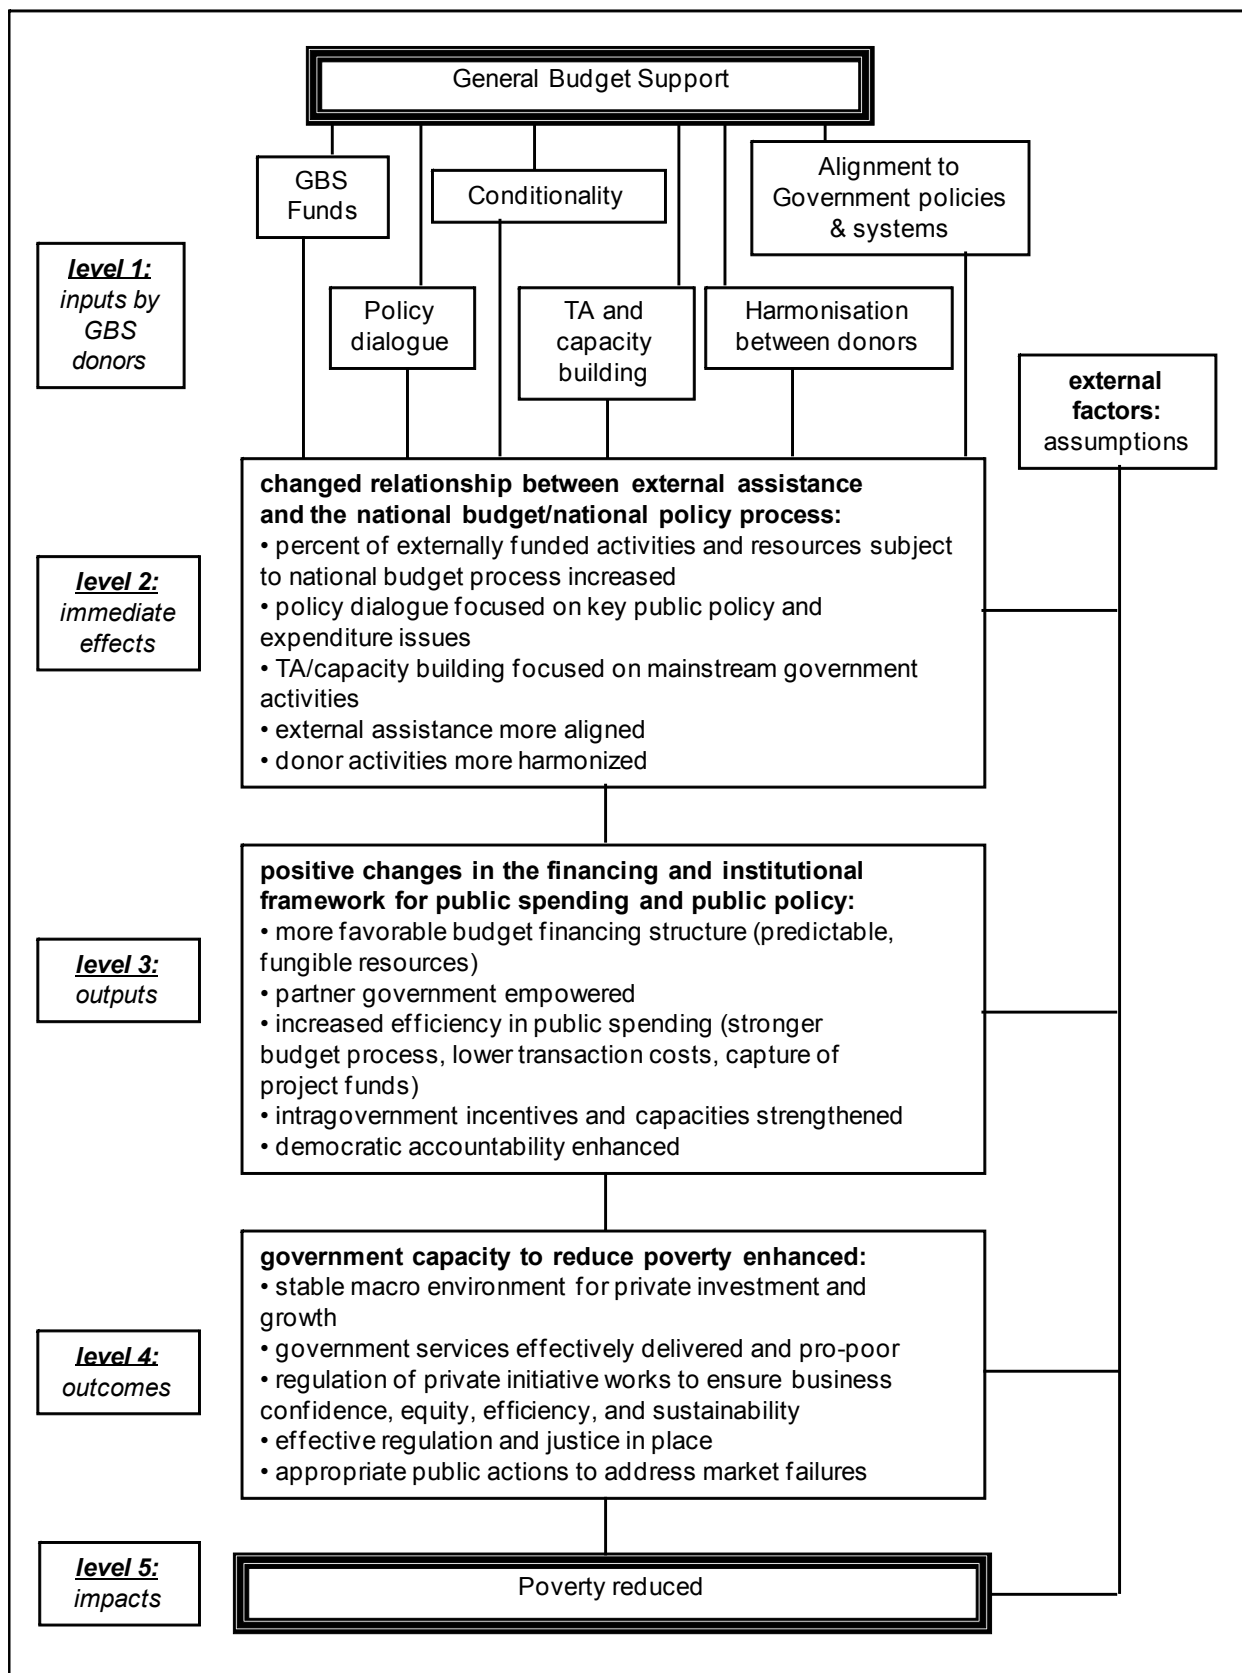 General Budget Support
GBS
Funds
Conditionality
Alignment to
Government policies
& systems
level 1:
inputs by
GBS
donors
Policy
dialogue
TA and
capacity
building
Harmonisation
between donors
external
factors:
assumptions
changed relationship between external assistance
and the national budget/national policy process:
• percent of externally funded activities and resources subject
to national budget process increased
• policy dialogue focused on key public policy and
expenditure issues
• TA/capacity building focused on mainstream government
activities
• external assistance more aligned
• donor activities more harmonized
level 2:
immediate
effects
positive changes in the financing and institutional
framework for public spending and public policy:
• more favorable budget financing structure (predictable,
fungible resources)
• partner government empowered
• increased efficiency in public spending (stronger
budget process, lower transaction costs, capture of
project funds)
• intragovernment incentives and capacities strengthened
• democratic accountability enhanced
level 3:
outputs
government capacity to reduce poverty enhanced:
• stable macro environment for private investment and
growth
• government services effectively delivered and pro-poor
• regulation of private initiative works to ensure business
confidence, equity, efficiency, and sustainability
• effective regulation and justice in place
• appropriate public actions to address market failures
level 4:
outcomes
level 5:
impacts
Poverty reduced